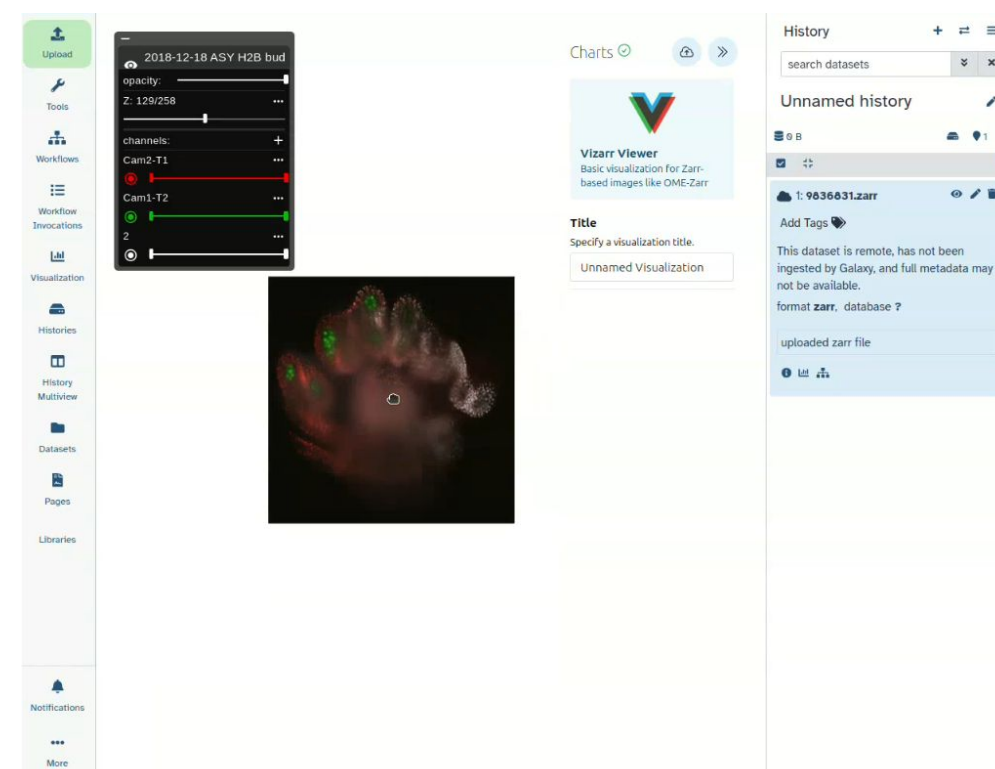 Upload
Tools
Workflows
Workflow
Invocations
Visualization
Histories
History
Multiview
Datasets
Pages
Libraries
Notifications
More
2018-12-18 ASY H2B bud
opacity:
Z: 129/258
channels:
Cam2-T1
Cam1-T2
2
Charts
Vizarr Viewer
Basic visualization for Zarr-
based images like OME-Zarr
Title
Specify a visualization title.
Unnamed Visualization
History
search datasets
Unnamed history
0 B
1
1: 9836831.zarr
Add Tags
This dataset is remote, has not been
ingested by Galaxy, and full metadata may
not be available.
format zarr, database ?
uploaded zarr file